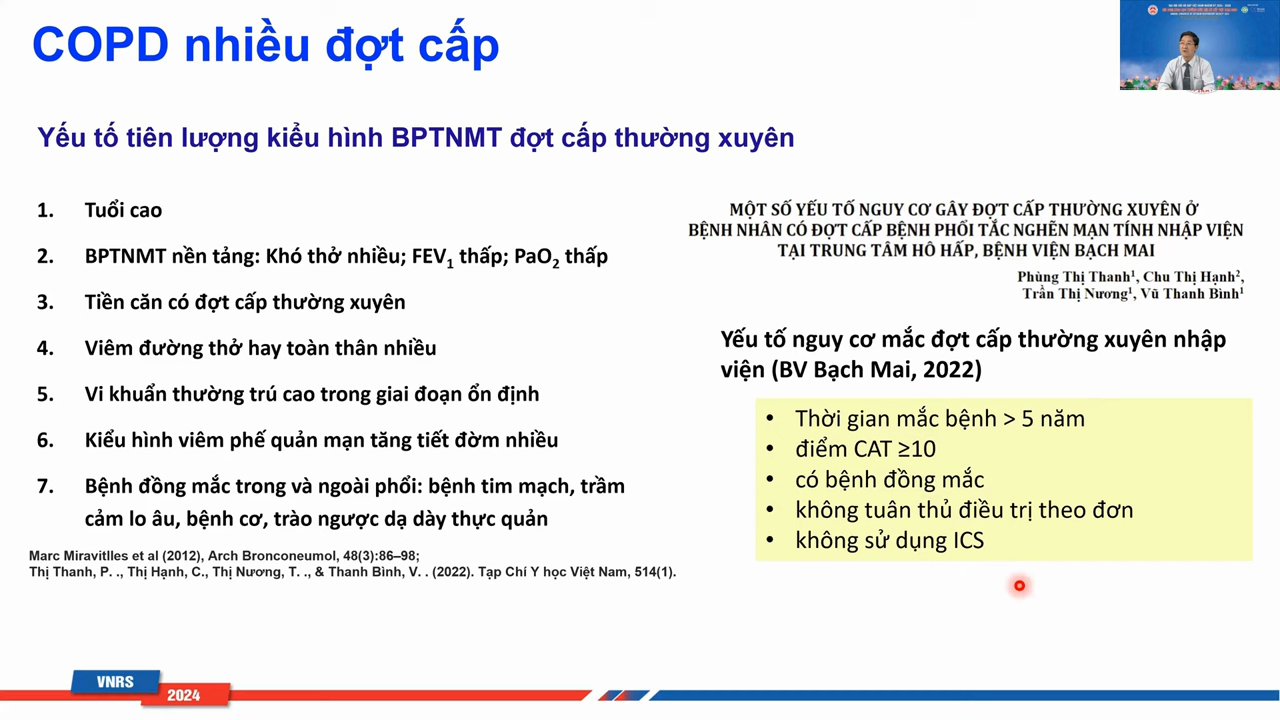 COPD nhiều đợt cấp
Yếu tố tiên lượng kiểu hình BPTNMT đợt cấp thường xuyên
1. Tuổi cao
2. BPTNMT nền tảng: Khó thở nhiều; FEV1 thấp; PaO2 thấp
3. Tiền căn có đợt cấp thường xuyên
4. Viêm đường thở hay toàn thân nhiều
5. Vi khuẩn thường trú cao trong giai đoạn ổn định
6. Kiểu hình viêm phế quản mạn tăng tiết đờm nhiều
7. Bệnh đồng mắc trong và ngoài phổi: bệnh tim mạch, trầm
cảm lo âu, bệnh cơ, trào ngược dạ dày thực quản
Marc Miravitlles et al (2012), Arch Bronconeumol, 48(3):86–98;
Thị Thanh, P. ., Thị Hạnh, C., Thị Nương, T. ., & Thanh Bình, V. . (2022). Tạp Chí Y học Việt Nam, 514(1).
MỘT SỐ YẾU TỐ NGUY CƠ GÂY ĐỢT CẤP THƯỜNG XUYÊN Ở
BỆNH NHÂN CÓ ĐỢT CẤP BỆNH PHỔI TẮC NGHẼN MẠN TÍNH NHẬP VIỆN
TẠI TRUNG TÂM HÔ HẤP, BỆNH VIỆN BẠCH MAI
Phùng Thị Thanh¹, Chu Thị Hạnh²,
Trần Thị Nương¹, Vũ Thanh Bình¹
Yếu tố nguy cơ mắc đợt cấp thường xuyên nhập
viện (BV Bạch Mai, 2022)
• Thời gian mắc bệnh > 5 năm
• điểm CAT ≥10
• có bệnh đồng mắc
• không tuân thủ điều trị theo đơn
• không sử dụng ICS
VNRS
2024